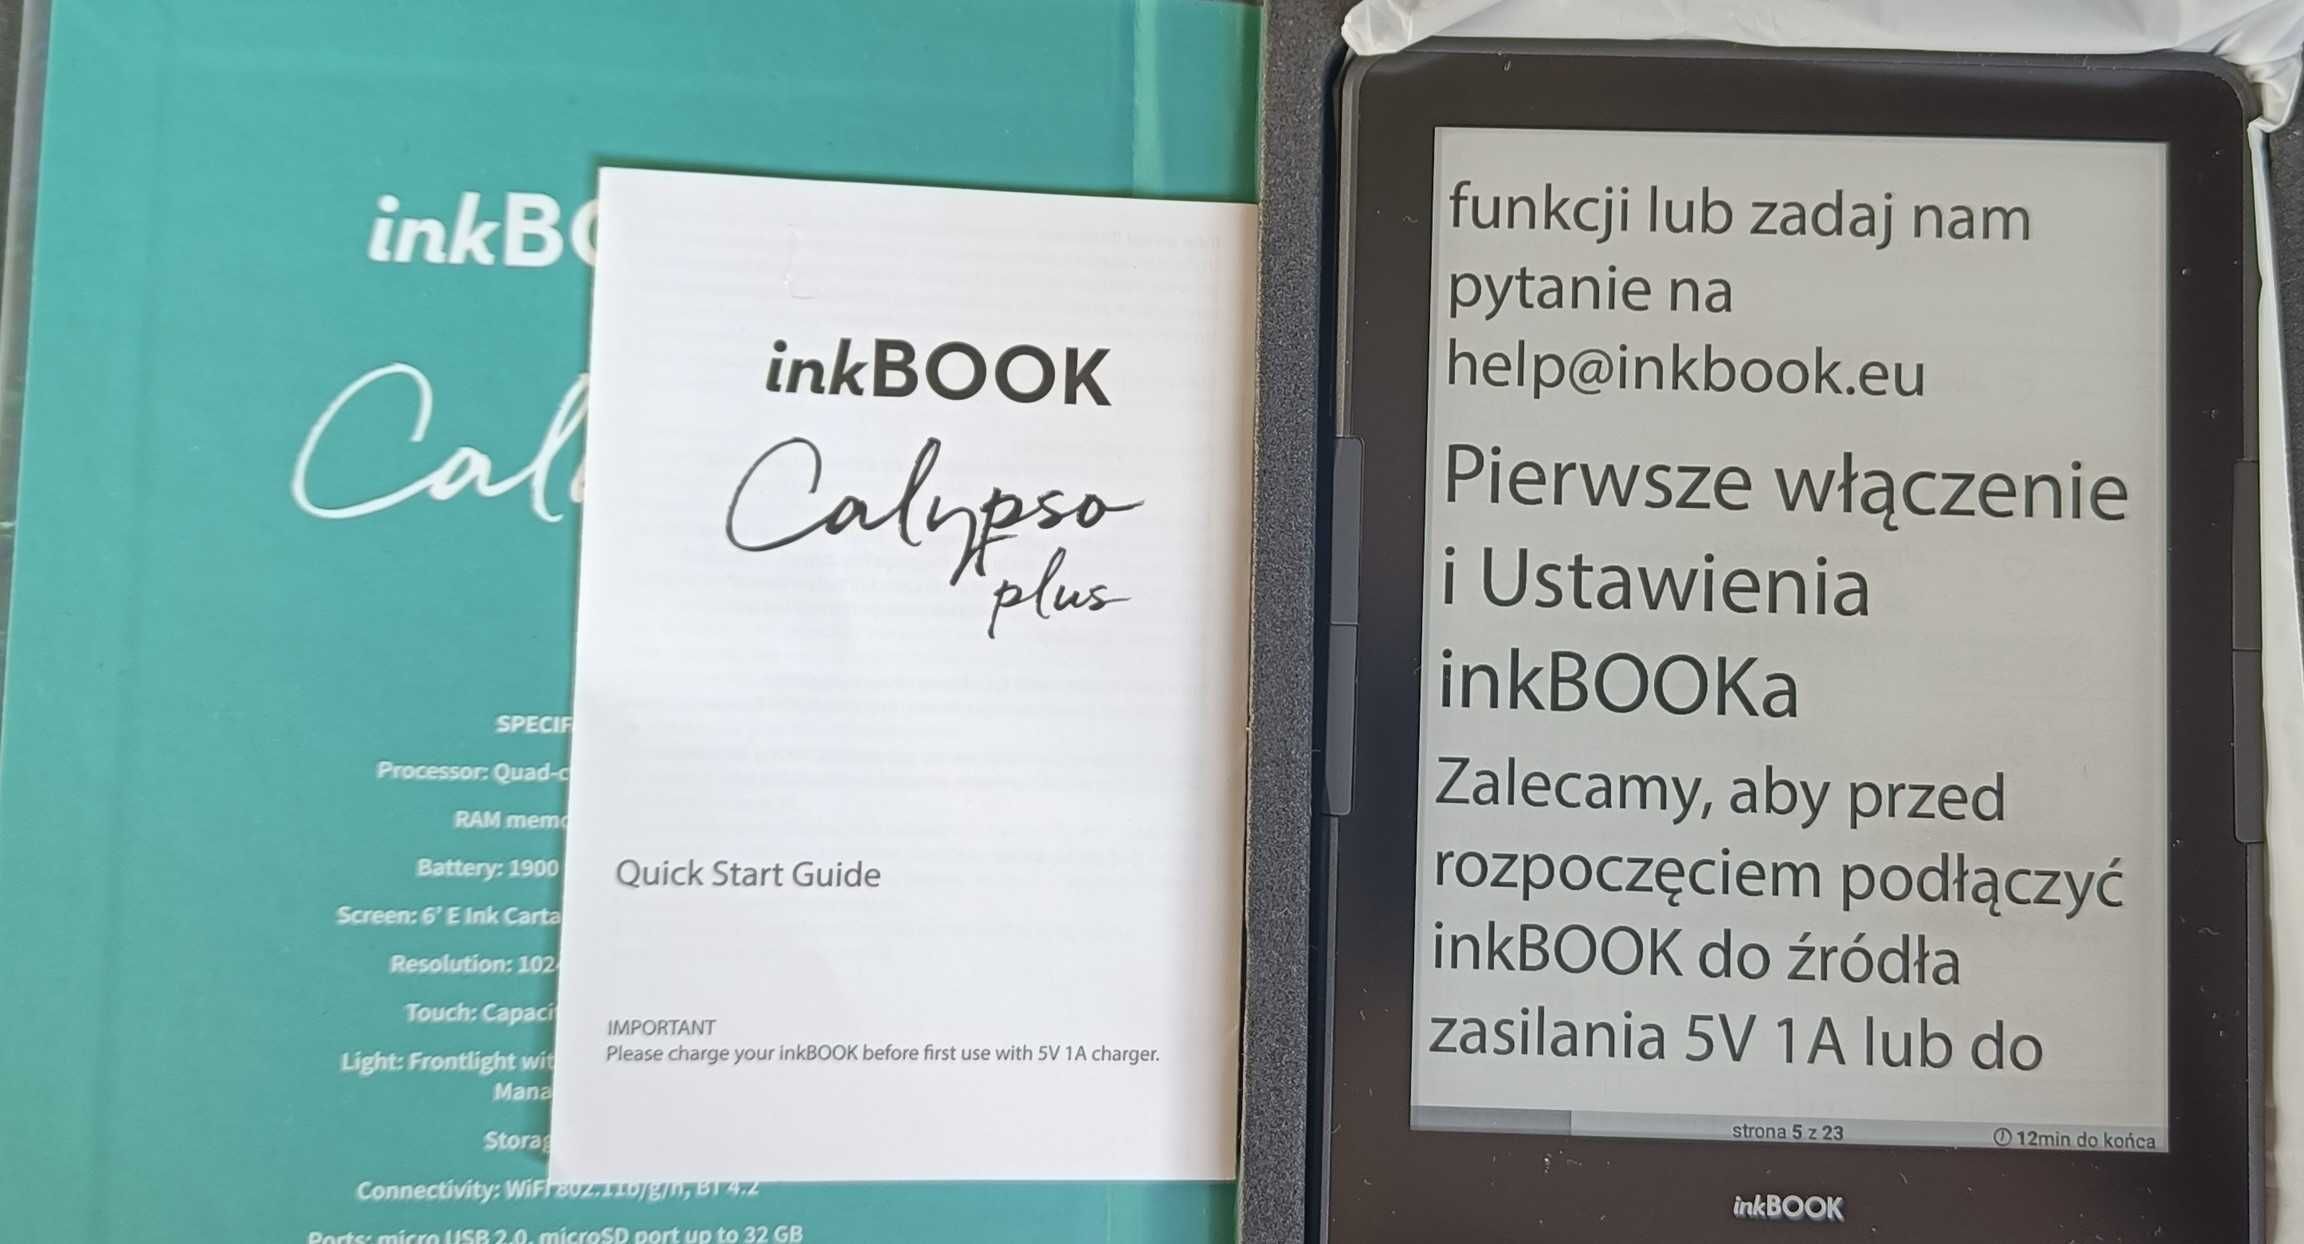 inkBO
Cal
SPECIF
Processor: Quad-c
RAM memo
Battery: 1900
Screen: 6' E Ink Carta
Resolution: 102
Touch: Capaci
Light: Frontlight wit
Mana
Storag
Connectivity: WiFi 802.11b/g/n, BT 4.2
Ports: micro USB 2.0, microSD port up to 32 GB
inkBOOK
Calypso
plus
Quick Start Guide
IMPORTANT
Please charge your inkBOOK before first use with 5V 1A charger.
funkcji lub zadaj nam
pytanie na
help@inkbook.eu
Pierwsze włączenie
i Ustawienia
inkBOOKa
Zalecamy, aby przed
rozpoczęciem podłączyć
inkBOOK do źródła
zasilania 5V 1A lub do
strona 5 z 23 12min do końca
inkBOOK